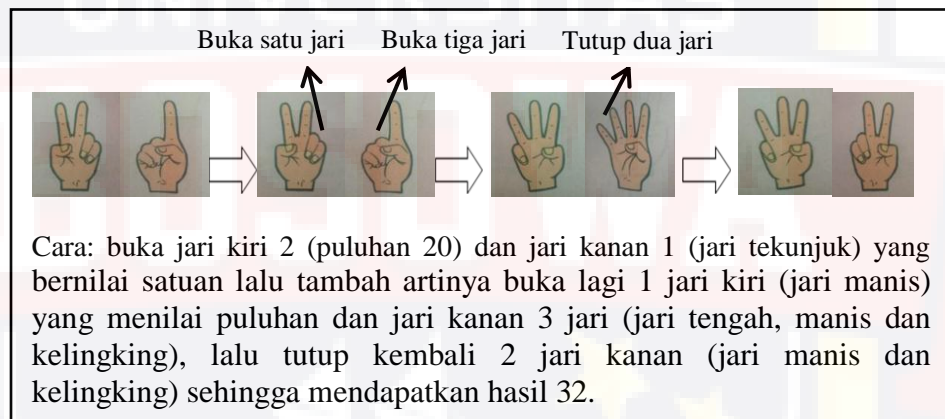 Buka satu jari Buka tiga jari Tutup dua jari
Cara: buka jari kiri 2 (puluhan 20) dan jari kanan 1 (jari tekunjuk) yang
bernilai satuan lalu tambah artinya buka lagi 1 jari kiri (jari manis)
yang menilai puluhan dan jari kanan 3 jari (jari tengah, manis dan
kelingking), lalu tutup kembali 2 jari kanan (jari manis dan
kelingking) sehingga mendapatkan hasil 32.